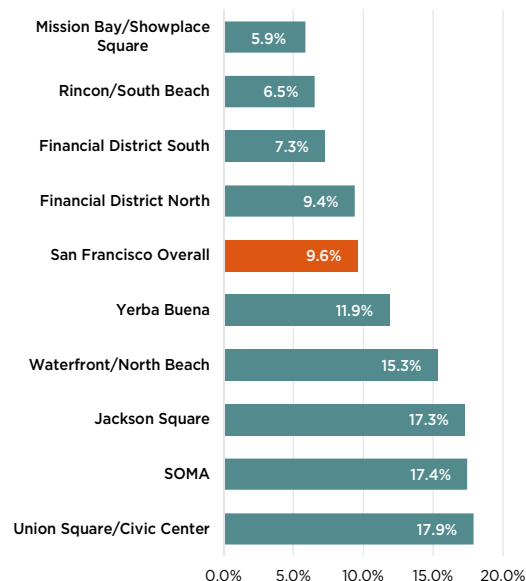 Mission Bay/Showplace
Square
5.9%
Rincon/South Beach
6.5%
Financial District South
7.3%
Financial District North
9.4%
San Francisco Overall
9.6%
Yerba Buena
11.9%
Waterfront/North Beach
15.3%
Jackson Square
17.3%
SOMA
17.4%
Union Square/Civic Center
17.9%
0.0% 5.0% 10.0% 15.0% 20.0%